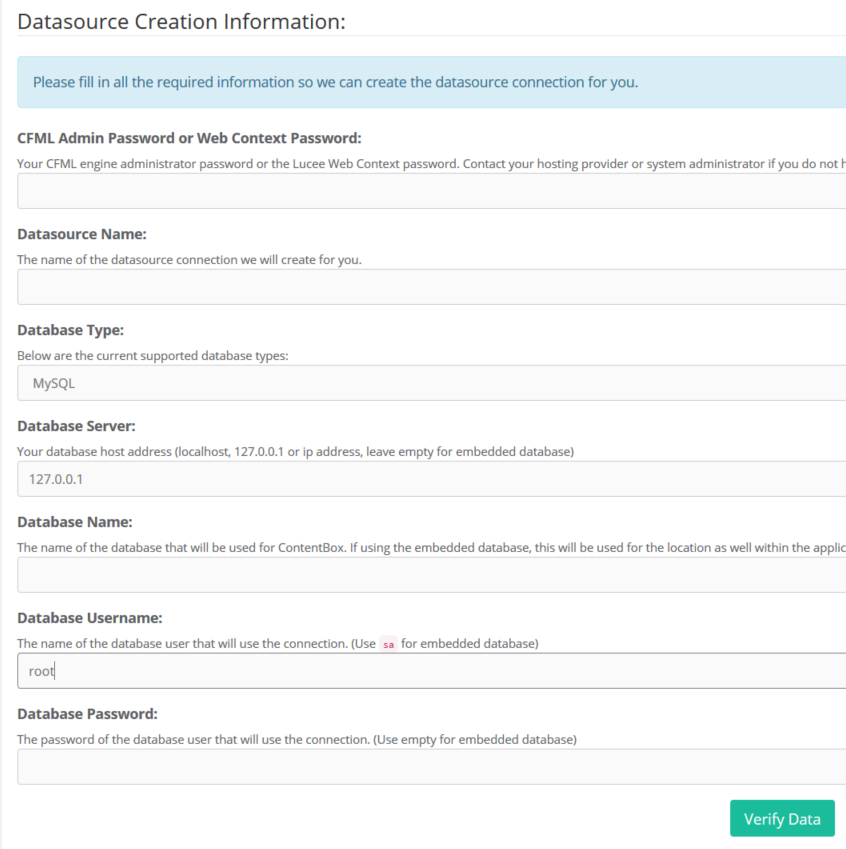 Datasource Creation Information:
Please fill in all the required information so we can create the datasource connection for you.
CFML Admin Password or Web Context Password:
Your CFML engine administrator password or the Lucee Web Context password. Contact your hosting provider or system administrator if you do not h
Datasource Name:
The name of the datasource connection we will create for you.
Database Type:
Below are the current supported database types:
MySQL
Database Server:
Your database host address (localhost, 127.0.0.1 or ip address, leave empty for embedded database)
127.0.0.1
Database Name:
The name of the database that will be used for ContentBox. If using the embedded database, this will be used for the location as well within the applic
Database Username:
The name of the database user that will use the connection. (Use sa for embedded database)
root
Database Password:
The password of the database user that will use the connection. (Use empty for embedded database)
Verify Data